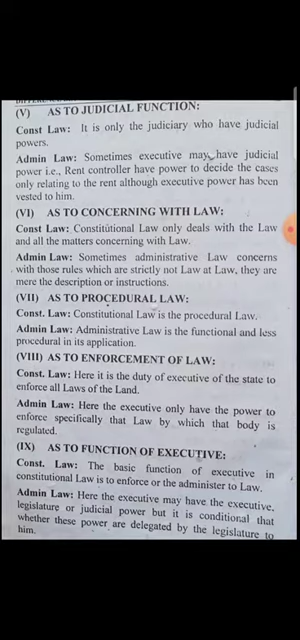 (V) AS TO JUDICIAL FUNCTION:
Const Law: It is only the judiciary who have judicial
powers.
Admin Law: Sometimes executive may have judicial
power i.e., Rent controller have power to decide the cases
only relating to the rent although executive power has been
vested to him.
(VI) AS TO CONCERNING WITH LAW:
Const Law: Constitutional Law only deals with the Law
and all the matters concerning with Law.
Admin Law: Sometimes administrative Law concerns
with those rules which are strictly not Law at Law, they are
mere the description or instructions.
(VII) AS TO PROCEDURAL LAW:
Const. Law: Constitutional Law is the procedural Law.
Admin Law: Administrative Law is the functional and less
procedural in its application.
(VIII) AS TO ENFORCEMENT OF LAW:
Const. Law: Here it is the duty of executive of the state to
enforce all Laws of the Land.
Admin Law: Here the executive only have the power to
enforce specifically that Law by which that body is
regulated.
(IX) AS TO FUNCTION OF EXECUTIVE:
Const. Law: The basic function of executive in
constitutional Law is to enforce or the administer to Law.
Admin Law: Here the executive may have the executive,
legislature or judicial power but it is conditional that
whether these power are delegated by the legislature to
him.